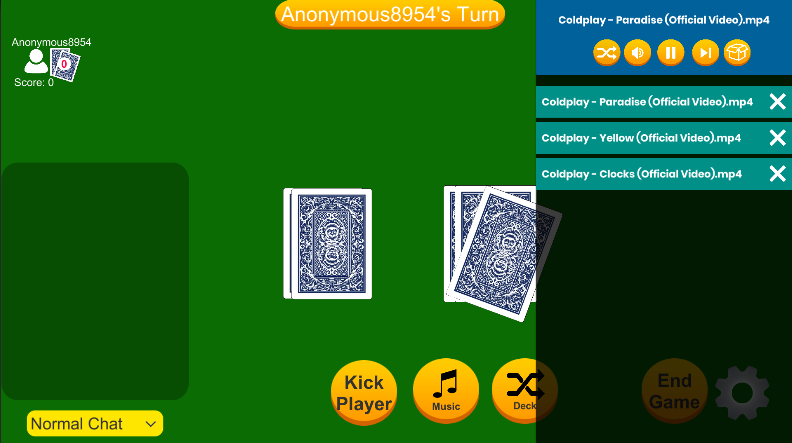 Anonymous8954's Turn
Coldplay - Paradise (Official Video).mp4
Anonymous8954
0
Score: 0
Coldplay - Paradise (Official Video).mp4
Coldplay - Yellow (Official Video).mp4
Coldplay - Clocks (Official Video).mp4
Kick
Player
Music
Deck
End
Game
Normal Chat